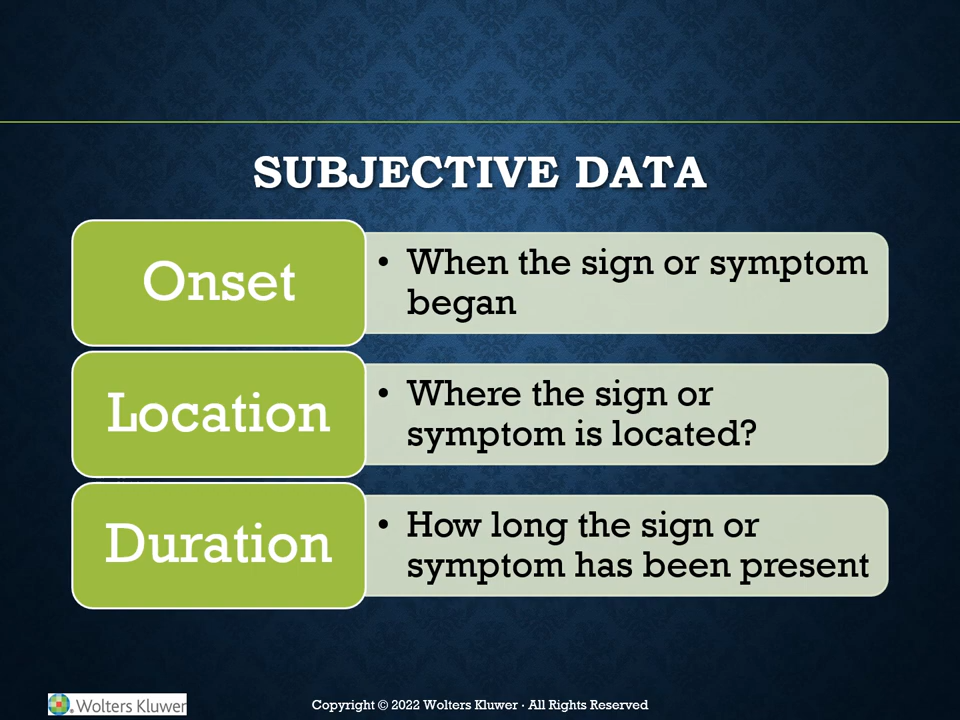 SUBJECTIVE DATA
Onset
• When the sign or symptom
began
Location
• Where the sign or
symptom is located?
Duration
• How long the sign or
symptom has been present
Wolters Kluwer
Copyright © 2022 Wolters Kluwer · All Rights Reserved